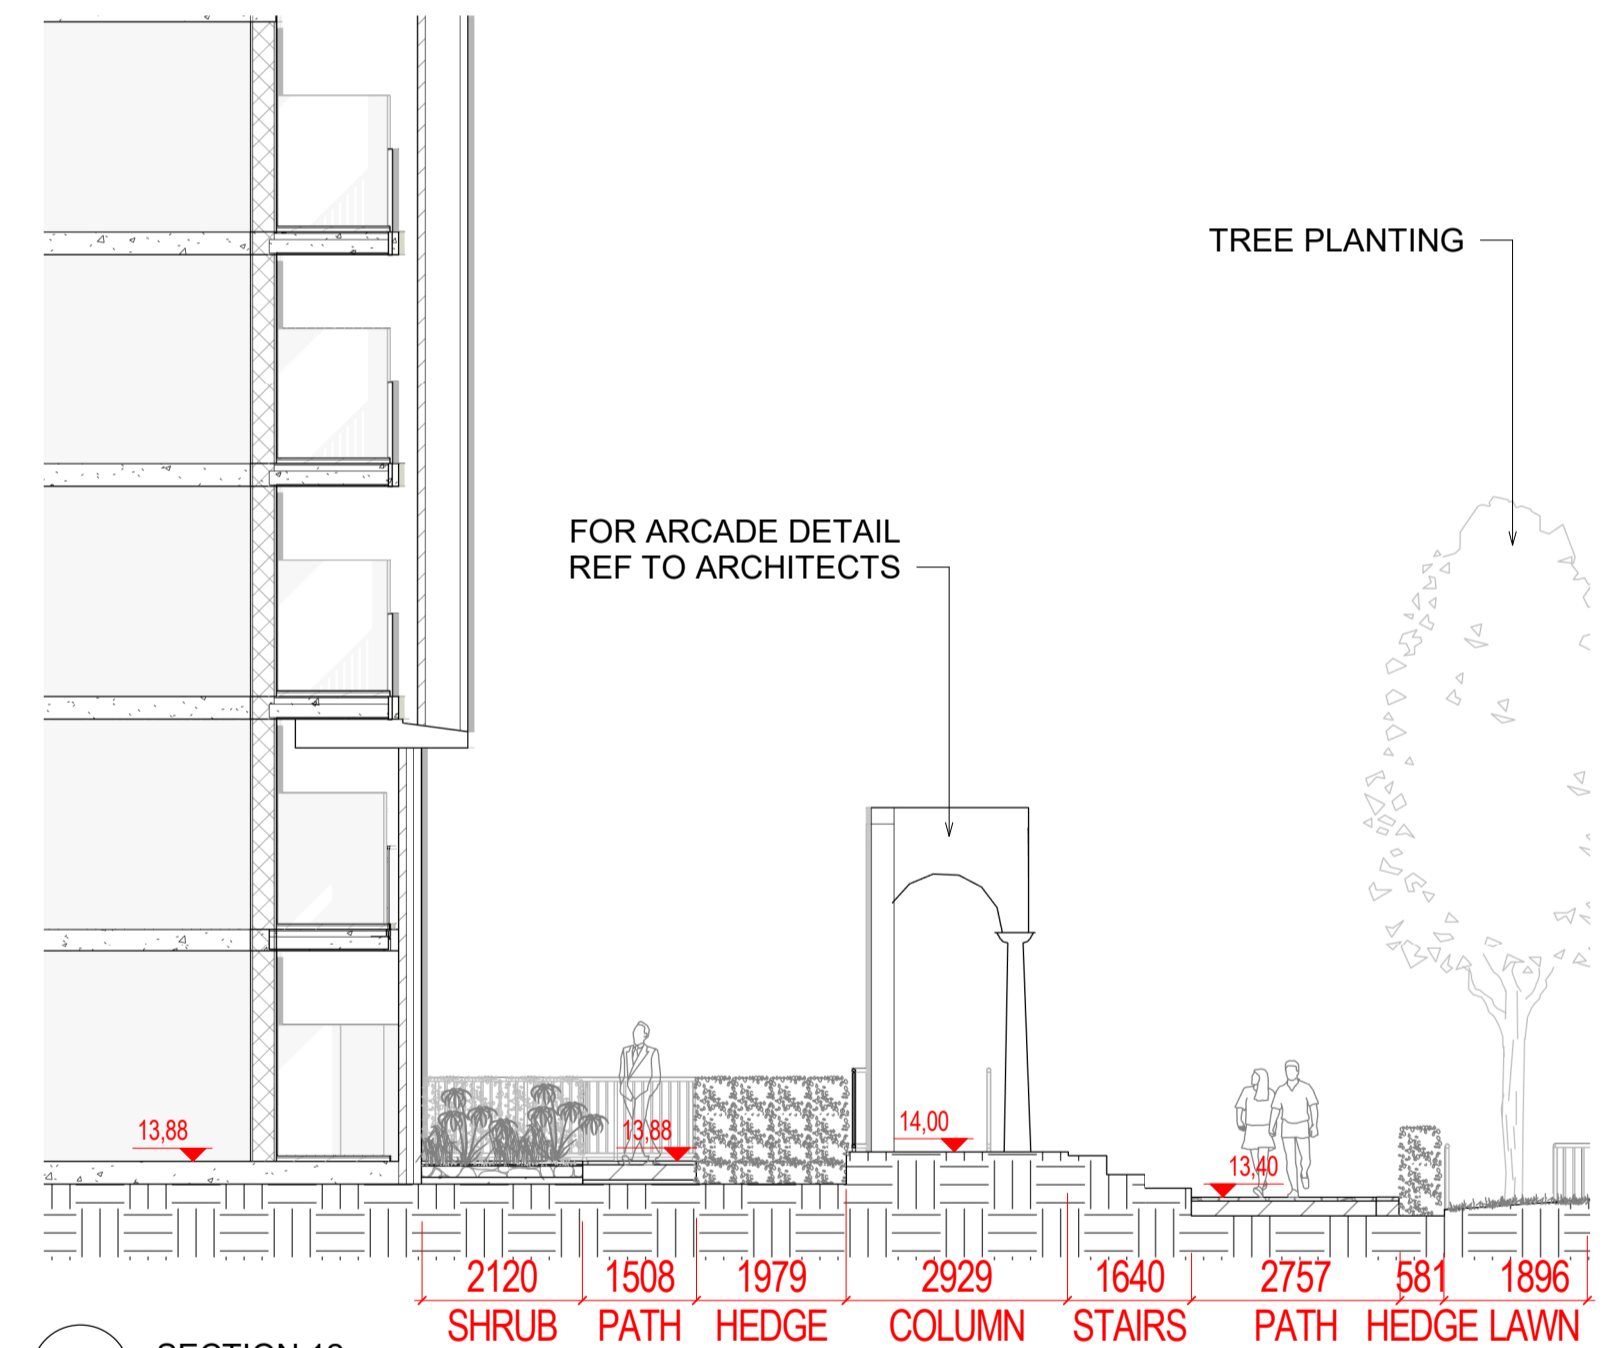 TREE PLANTING
FOR ARCADE DETAIL
REF TO ARCHITECTS
13,88
13,88
14,00
13,40
2120 1508 1979 2929 1640 2757 581 1896
SHRUB PATH HEDGE COLUMN STAIRS PATH HEDGE LAWN
SECTION